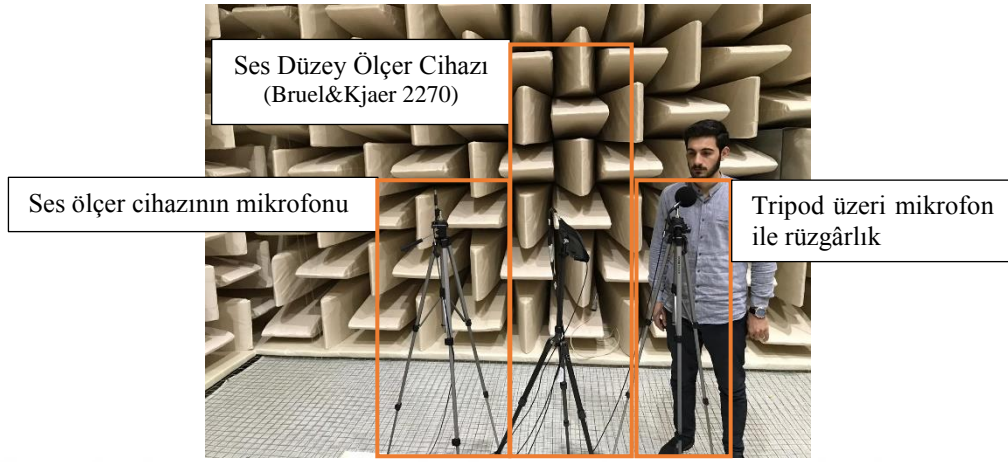 Ses Düzey Ölçer Cihazı
(Bruel&Kjaer 2270)
Ses ölçer cihazının mikrofonu
Tripod üzeri mikrofon
ile rüzgârlık